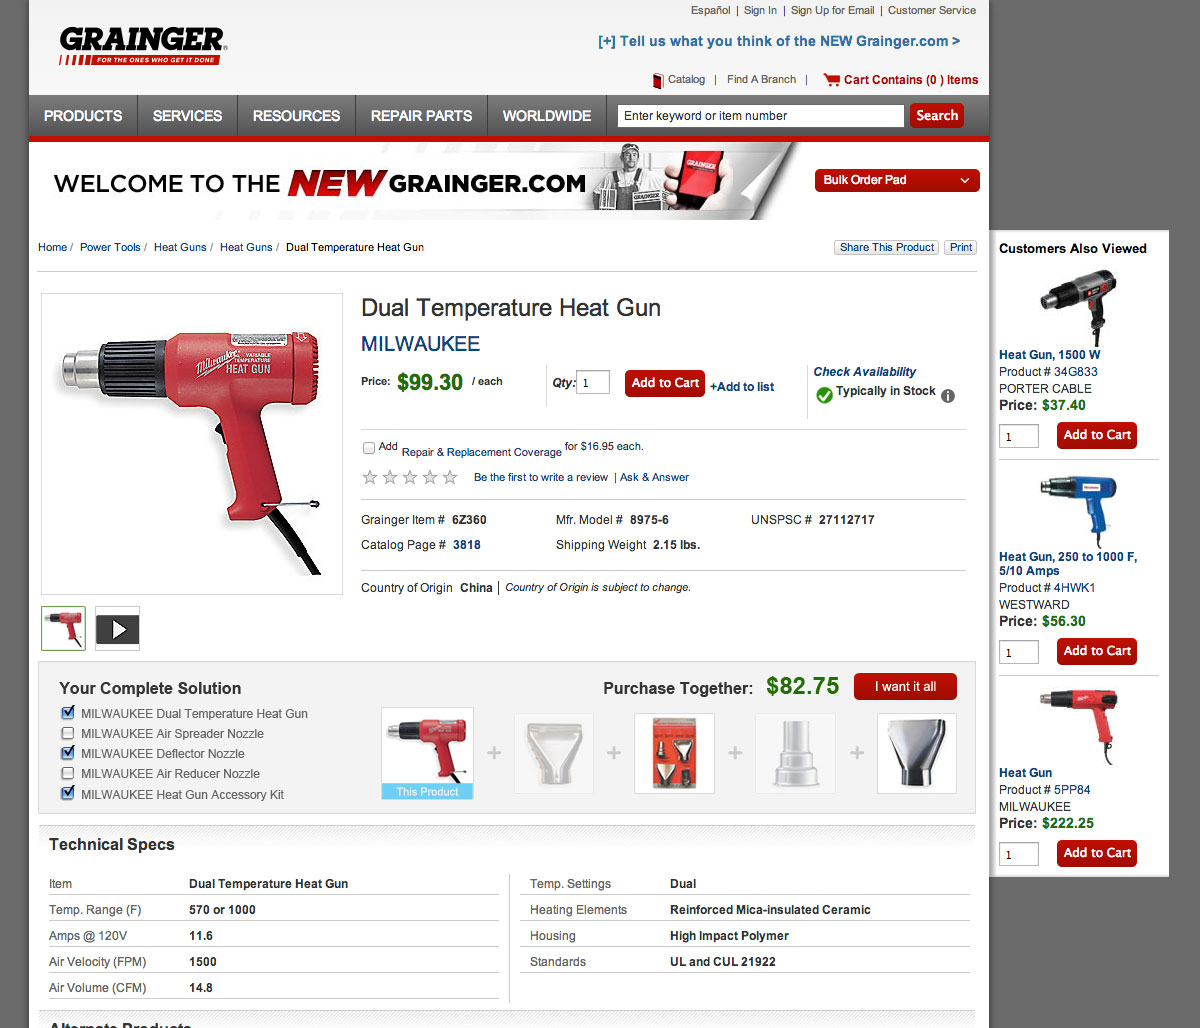 Español | Sign In | Sign Up for Email | Customer Service
GRAINGER®
FOR THE ONES WHO GET IT DONE
[+] Tell us what you think of the NEW Grainger.com >
Catalog | Find A Branch | Cart Contains (0 ) Items
PRODUCTS SERVICES RESOURCES REPAIR PARTS WORLDWIDE Enter keyword or item number Search
WELCOME TO THE NEW GRAINGER.COM
GRAINGER
GRAINGER
Bulk Order Pad
Home / Power Tools / Heat Guns / Heat Guns / Dual Temperature Heat Gun
Share This Product Print
Milwaukee
VARIABLE
TEMPERATURE
HEAT GUN
Dual Temperature Heat Gun
MILWAUKEE
Price: $99.30 / each
Qty: 1 Add to Cart +Add to list
Check Availability
Typically in Stock
Add Repair & Replacement Coverage for $16.95 each.
Be the first to write a review | Ask & Answer
Grainger Item # 6Z360 Mfr. Model # 8975-6 UNSPSC # 27112717
Catalog Page # 3818 Shipping Weight 2.15 lbs.
Country of Origin China | Country of Origin is subject to change.
Your Complete Solution
Purchase Together: $82.75 I want it all
MILWAUKEE Dual Temperature Heat Gun
MILWAUKEE Air Spreader Nozzle
MILWAUKEE Deflector Nozzle
MILWAUKEE Air Reducer Nozzle
MILWAUKEE Heat Gun Accessory Kit
This Product
+ + + +
Technical Specs
Item Dual Temperature Heat Gun
Temp. Range (F) 570 or 1000
Amps @ 120V 11.6
Air Velocity (FPM) 1500
Air Volume (CFM) 14.8
Temp. Settings Dual
Heating Elements Reinforced Mica-insulated Ceramic
Housing High Impact Polymer
Standards UL and CUL 21922
Alternate Products
Customers Also Viewed
Heat Gun, 1500 W
Product # 34G833
PORTER CABLE
Price: $37.40
1 Add to Cart
Heat Gun, 250 to 1000 F,
5/10 Amps
Product # 4HWK1
WESTWARD
Price: $56.30
1 Add to Cart
Heat Gun
Product # 5PP84
MILWAUKEE
Price: $222.25
1 Add to Cart